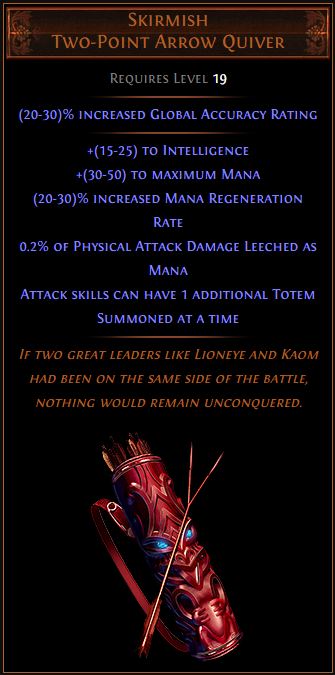 Skirmish
Two-Point Arrow Quiver
Requires Level 19
(20-30)% increased Global Accuracy Rating
+(15-25) to Intelligence
+(30-50) to maximum Mana
(20-30)% increased Mana Regeneration
Rate
0.2% of Physical Attack Damage Leeched as
Mana
Attack skills can have 1 additional Totem
Summoned at a time
If two great leaders like Lioneye and Kaom
had been on the same side of the battle,
nothing would remain unconquered.